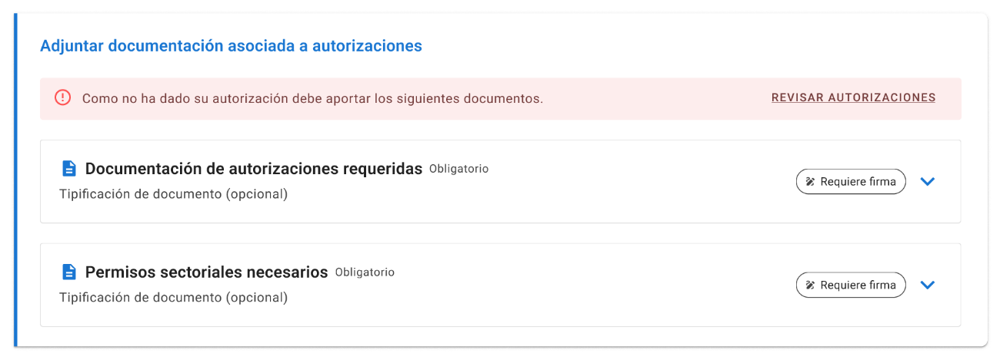 Adjuntar documentación asociada a autorizaciones
Como no ha dado su autorización debe aportar los siguientes documentos.
REVISAR AUTORIZACIONES
Documentación de autorizaciones requeridas Obligatorio
Tipificación de documento (opcional)
Requiere firma
Permisos sectoriales necesarios Obligatorio
Tipificación de documento (opcional)
Requiere firma